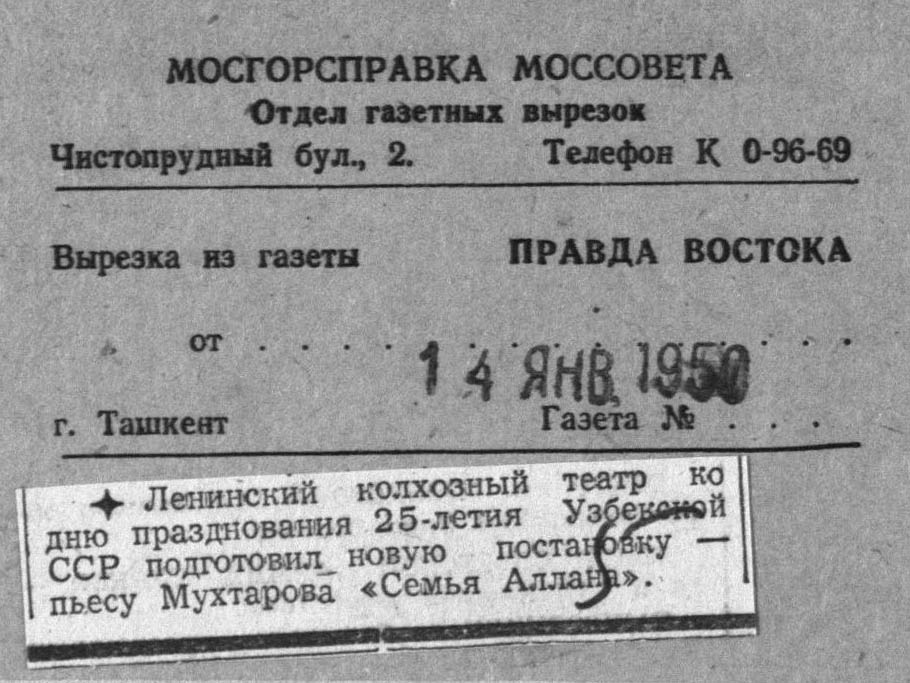 МОСГОРСПРАВКА МОССОВЕТА
Отдел газетных вырезок
Чистопрудный бул., 2. Телефон К 0-96-69
Вырезка из газеты ПРАВДА ВОСТОКА
от . . . . . . . . . . . . . .
14 ЯНВ. 1950
г. Ташкент Газета № . . .
Ленинский колхозный театр ко
дню празднования 25-летия Узбекской
ССР подготовил новую постановку —
пьесу Мухтарова «Семья Аллана».